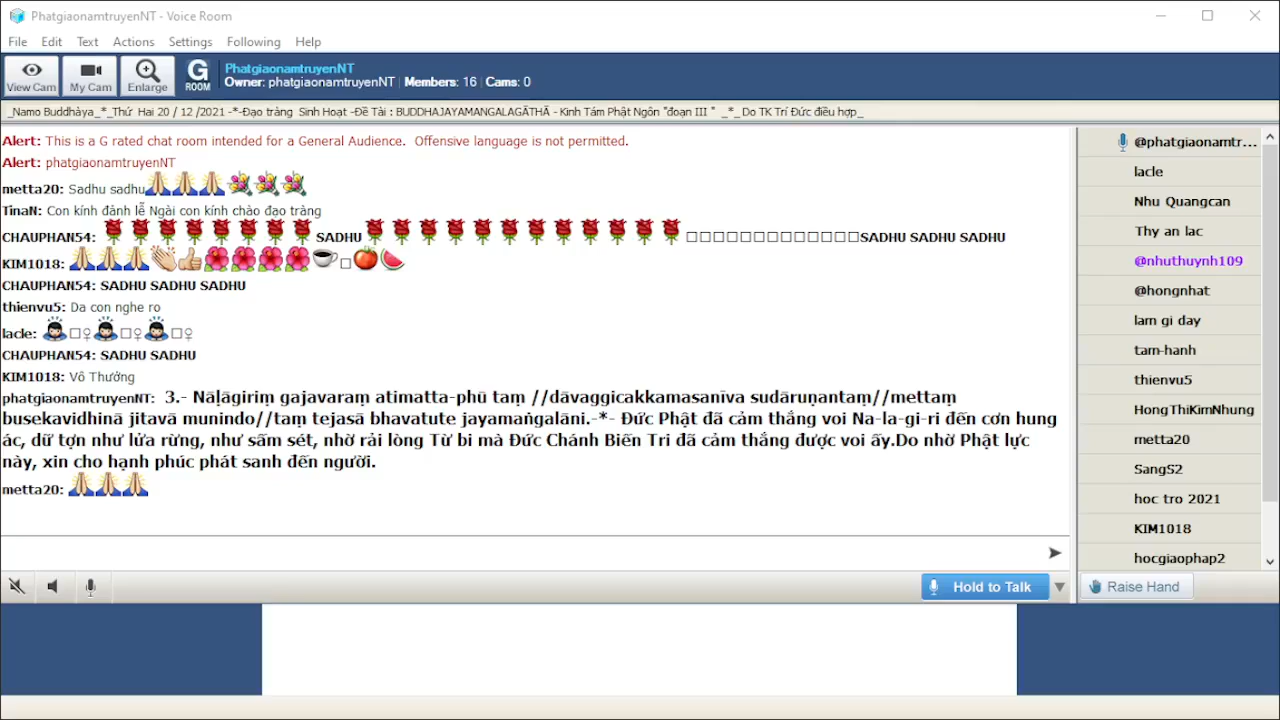 PhatgiaonamtruyenNT - Voice Room
File Edit Text Actions Settings Following Help
View Cam My Cam Enlarge G ROOM
PhatgiaonamtruyenNT
Owner: phatgiaonamtruyenNT | Members: 16 | Cams: 0
_Namo Buddhàya_*_Thứ Hai 20 / 12 /2021 -*-Đạo tràng Sinh Hoạt -Đề Tài : BUDDHAJAYAMANGALAGĀTHĀ - Kinh Tám Phật Ngôn "đoạn III " _*_ Do TK Trí Đức điều hợp_
Alert: This is a G rated chat room intended for a General Audience. Offensive language is not permitted.
Alert: phatgiaonamtruyenNT
metta20: Sadhu sadhu🙏🙏🙏💐💐💐
TinaN: Con kính đảnh lễ Ngài con kính chào đạo tràng
CHAUPHAN54: 🌹🌹🌹🌹🌹🌹🌹🌹 SADHU 🌹🌹🌹🌹🌹🌹🌹🌹🌹🌹🌹🌹 □□□□□□□□□□□□□SADHU SADHU SADHU
KIM1018: 🙏🙏🙏👏👍🌺🌺🌺🌺☕□🍅🍉
CHAUPHAN54: SADHU SADHU SADHU
thienvu5: Da con nghe ro
lacle: 🙇□♀🙇□♀🙇□♀
CHAUPHAN54: SADHU SADHU
KIM1018: Vô Thường
phatgiaonamtruyenNT: 3.- Nāḷāgiriṃ gajavaraṃ atimatta-phū taṃ //dāvaggicakkamasanīva sudāruṇantaṃ//mettaṃ
busekavidhinā jitavā munindo//taṃ tejasā bhavatute jayamaṅgalāni.-*- Đức Phật đã cảm thắng voi Na-la-gi-ri đến cơn hung
ác, dữ tợn như lửa rừng, như sấm sét, nhờ rải lòng Từ bi mà Đức Chánh Biến Tri đã cảm thắng được voi ấy.Do nhờ Phật lực
này, xin cho hạnh phúc phát sanh đến người.
metta20: 🙏🙏🙏
Hold to Talk
@phatgiaonamtr...
lacle
Nhu Quangcan
Thy an lac
@nhuthuynh109
@hongnhat
lam gi day
tam-hanh
thienvu5
HongThiKimNhung
metta20
SangS2
hoc tro 2021
KIM1018
hocgiaophap2
Raise Hand